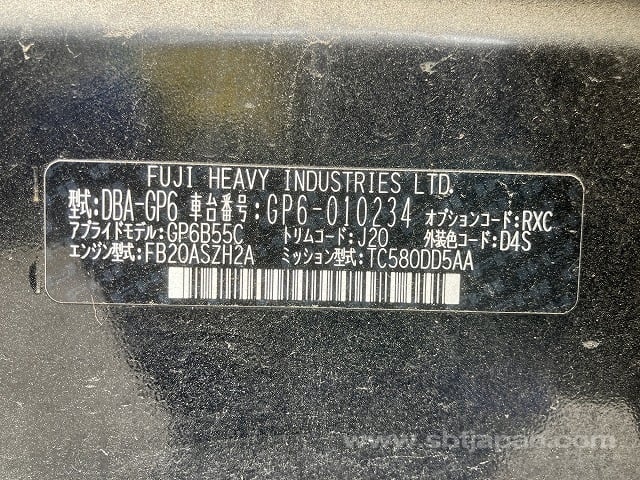 FUJI HEAVY INDUSTRIES LTD.
型式:DBA-GP6 車台番号:GP6-010234 オプションコード:RXC
アプライドモデル:GP6B55C トリムコード:J20 外装色コード:D4S
エンジン型式:FB20ASZH2A ミッション型式:TC580DD5AA
www.sbtjapan.com